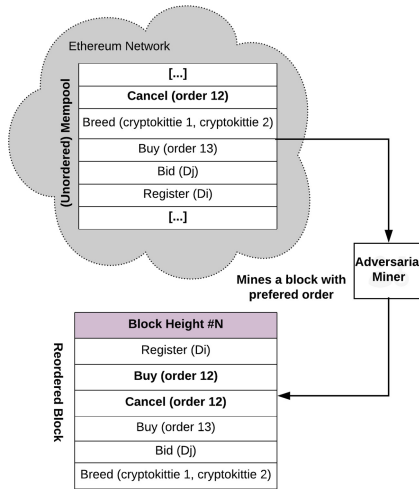 Ethereum Network
(Unordered) Mempool
[...]
Cancel (order 12)
Breed (cryptokittie 1, cryptokittie 2)
Buy (order 13)
Bid (Dj)
Register (Di)
[...]
Adversaria
Miner
Mines a block with
prefered order
Reordered Block
Block Height #N
Register (Di)
Buy (order 12)
Cancel (order 12)
Buy (order 13)
Bid (Dj)
Breed (cryptokittie 1, cryptokittie 2)